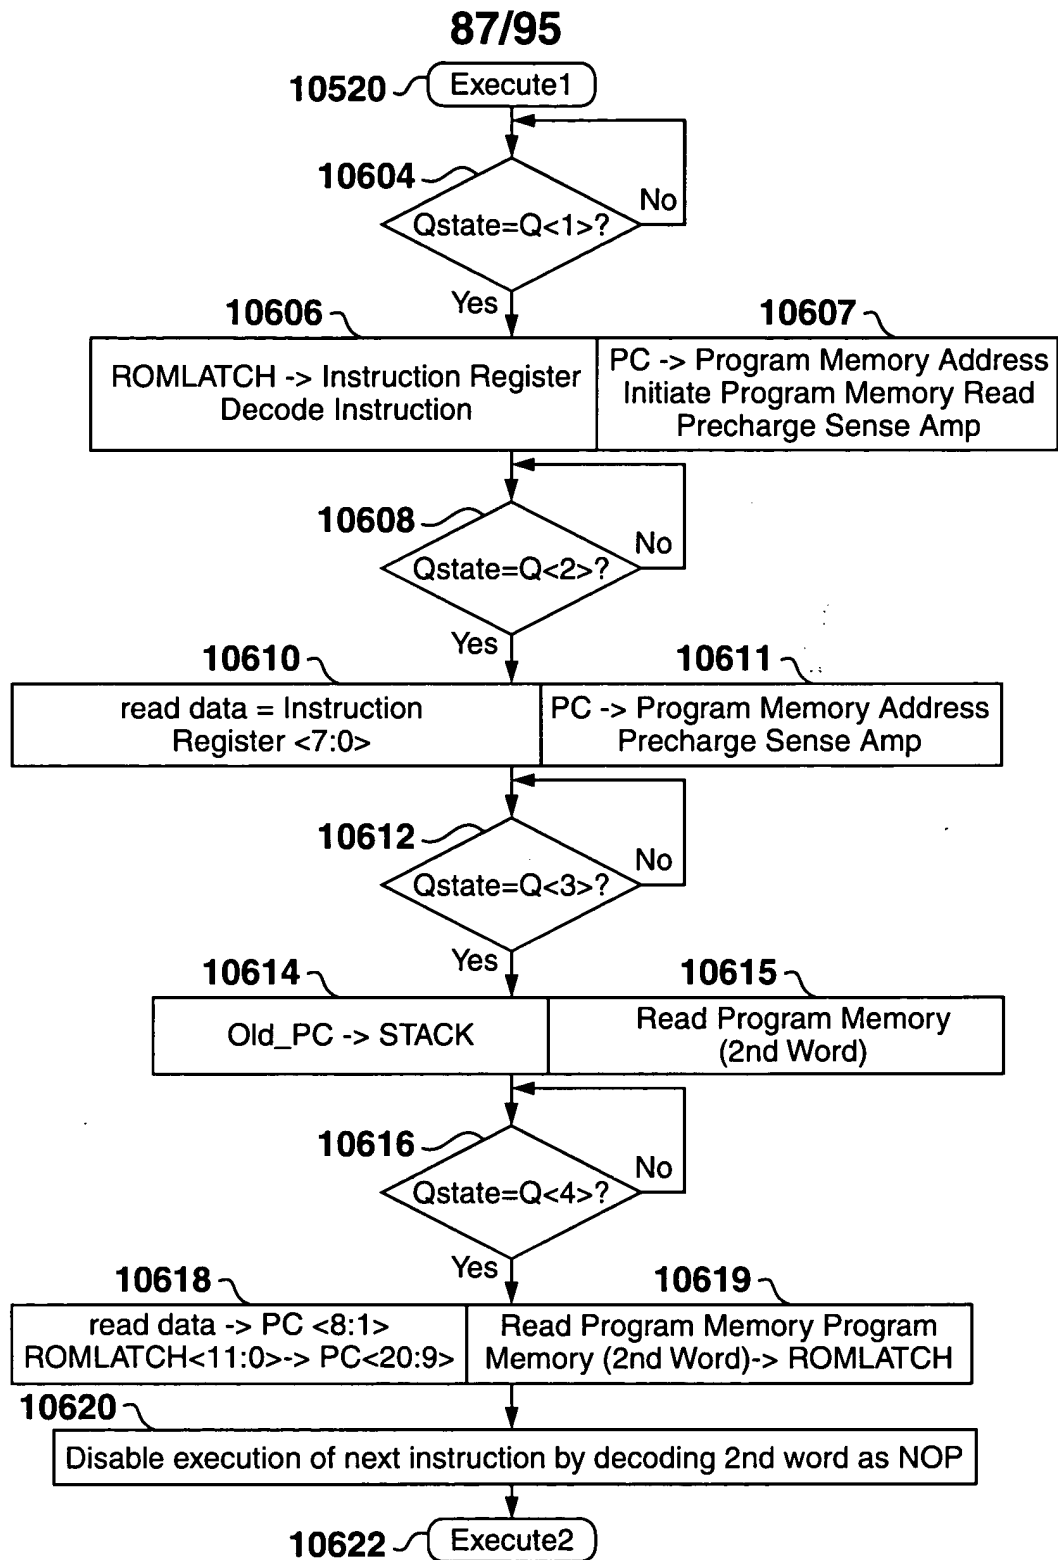 87/95
10520
Execute1
10604
Qstate=Q<1>?
No
Yes
10606
10607
ROMLATCH -> Instruction Register
Decode Instruction
PC -> Program Memory Address
Initiate Program Memory Read
Precharge Sense Amp
10608
Qstate=Q<2>?
No
Yes
10610
10611
read data = Instruction
Register <7:0>
PC -> Program Memory Address
Precharge Sense Amp
10612
Qstate=Q<3>?
No
Yes
10614
10615
Old_PC -> STACK
Read Program Memory
(2nd Word)
10616
Qstate=Q<4>?
No
Yes
10618
10619
read data -> PC <8:1>
ROMLATCH<11:0>-> PC<20:9>
Read Program Memory Program
Memory (2nd Word)-> ROMLATCH
10620
Disable execution of next instruction by decoding 2nd word as NOP
10622
Execute2